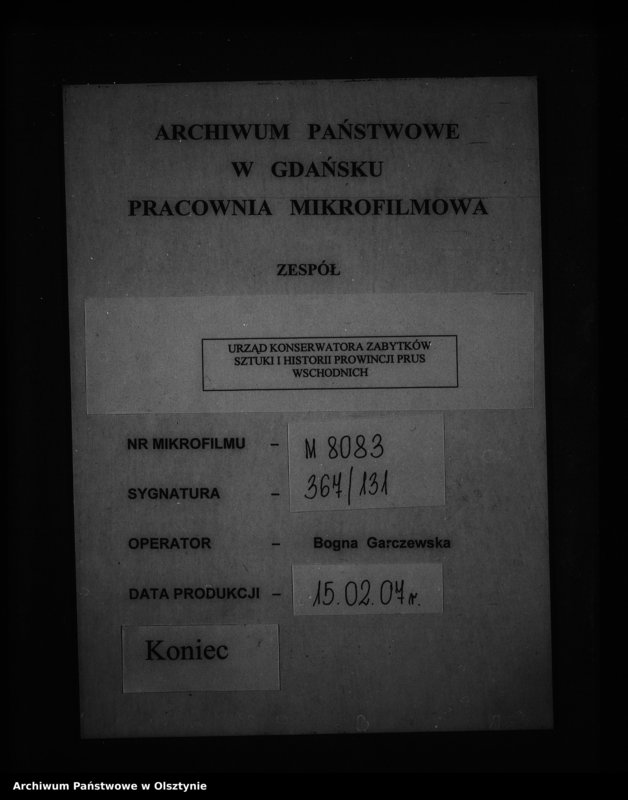 ARCHIWUM PAŃSTWOWE
W GDAŃSKU
PRACOWNIA MIKROFILMOWA
ZESPÓŁ
URZĄD KONSERWATORA ZABYTKÓW
SZTUKI I HISTORII PROWINCJI PRUS
WSCHODNICH
NR MIKROFILMU – M 8083
SYGNATURA – 367/131
OPERATOR – Bogna Garczewska
DATA PRODUKCJI – 15.02.07r.
Koniec
Archiwum Państwowe w Olsztynie